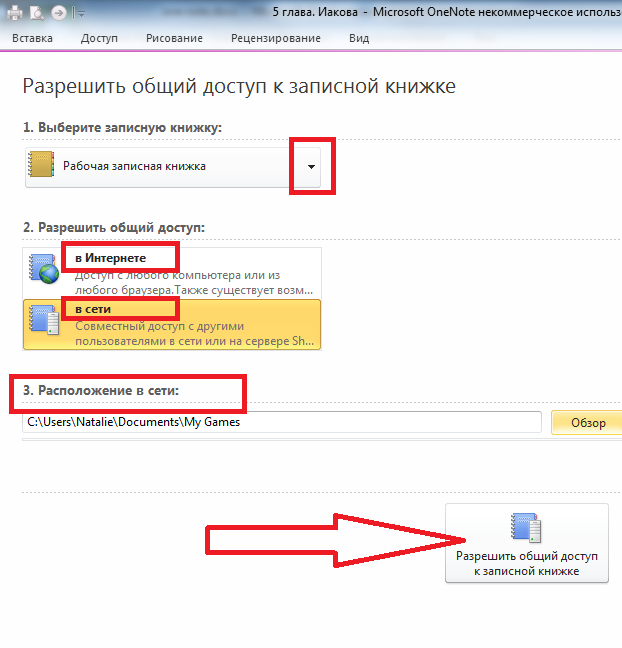 5 глава. Иакова - Microsoft OneNote некоммерческое использ
Вставка Доступ Рисование Рецензирование Вид
Разрешить общий доступ к записной книжке
1. Выберите записную книжку:
Рабочая записная книжка
2. Разрешить общий доступ:
в Интернете
Доступ с любого компьютера или из
любого браузера.Также существует возм...
в сети
Совместный доступ с другими
пользователями в сети или на сервере Sh...
3. Расположение в сети:
C:\Users\Natalie\Documents\My Games
Обзор
Разрешить общий доступ
к записной книжке